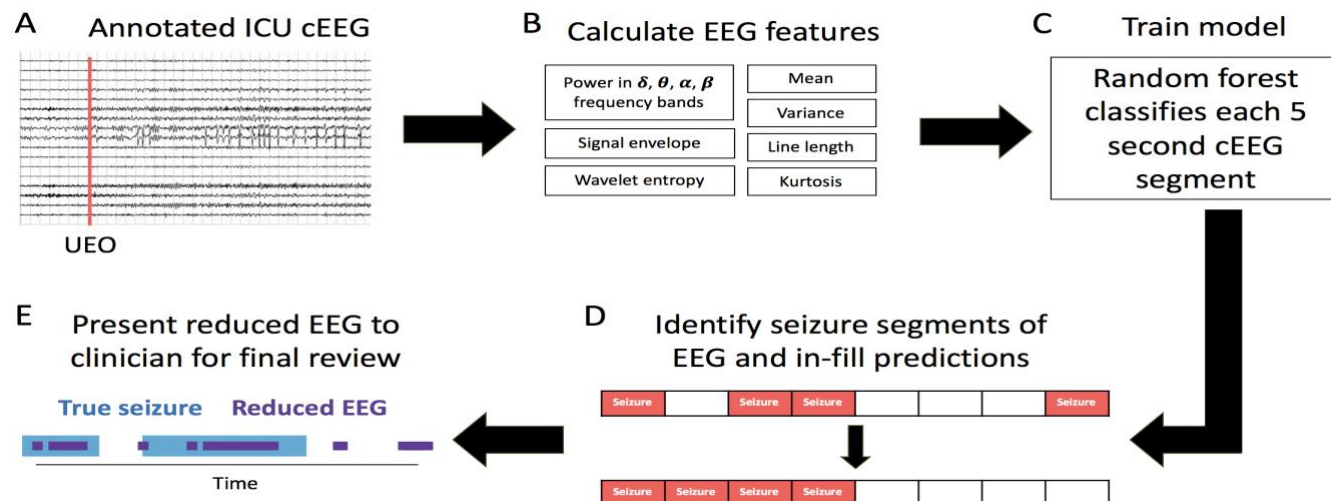 A
Annotated ICU cEEG
UEO
B
Calculate EEG features
Power in δ, θ, α, β
frequency bands
Signal envelope
Wavelet entropy
Mean
Variance
Line length
Kurtosis
C
Train model
Random forest
classifies each 5
second cEEG
segment
D
Identify seizure segments of
EEG and in-fill predictions
Seizure Seizure Seizure Seizure
Seizure Seizure Seizure Seizure
E
Present reduced EEG to
clinician for final review
True seizure Reduced EEG
Time